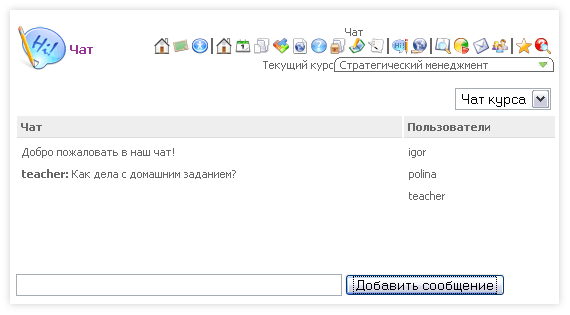 Hi!
Чат
Чат
Текущий курс Стратегический менеджмент
Чат курса
Чат Пользователи
Добро пожаловать в наш чат! igor
teacher: Как дела с домашним заданием? polina
teacher
Добавить сообщение